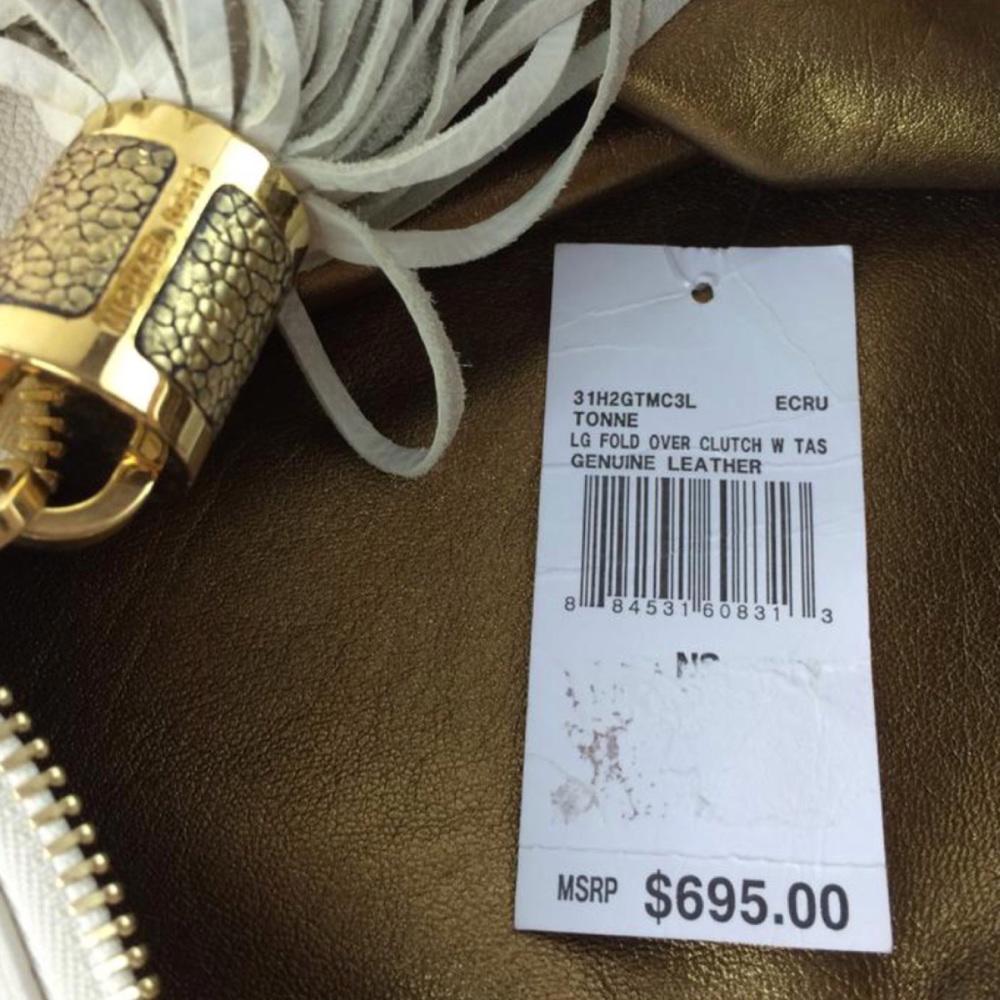 MICHAEL KORS
31H2GTMC3L ECRU
TONNE
LG FOLD OVER CLUTCH W TAS
GENUINE LEATHER
8 84531 60831 3
MSRP $695.00